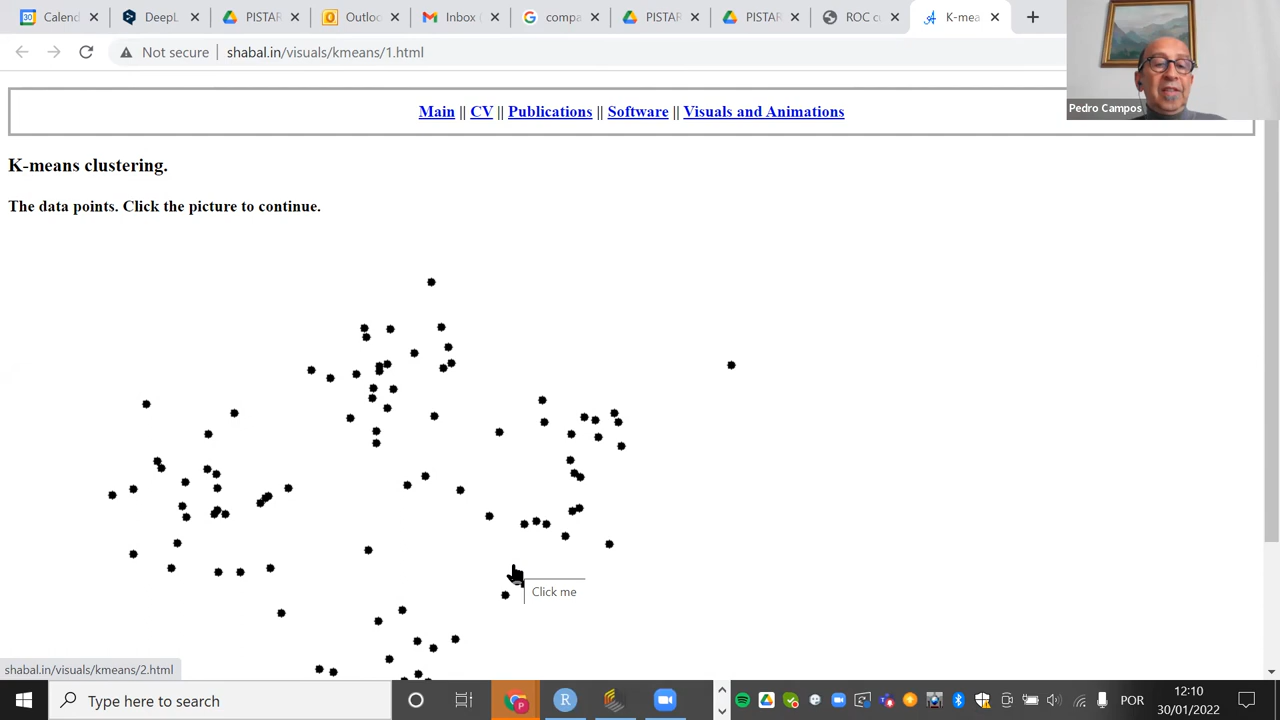 Calend
DeepL
PISTAR
Outloo
Inbox (
compa
PISTAR
PISTAR
ROC cu
K-mea
Not secure
shabal.in/visuals/kmeans/1.html
Pedro Campos
Main || CV || Publications || Software || Visuals and Animations
K-means clustering.
The data points. Click the picture to continue.
Click me
shabal.in/visuals/kmeans/2.html
Type here to search
POR
12:10
30/01/2022